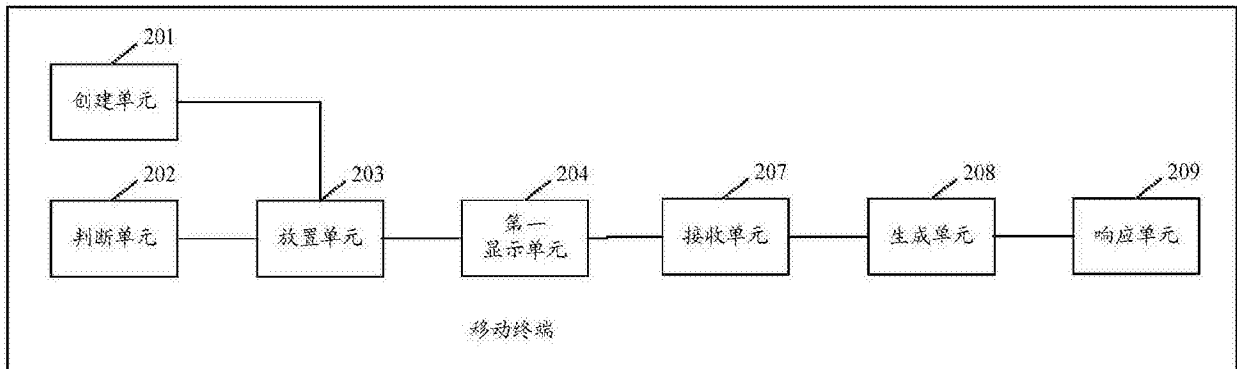 201
创建单元
202
判断单元
203
放置单元
204
第一
显示单元
207
接收单元
208
生成单元
209
响应单元
移动终端